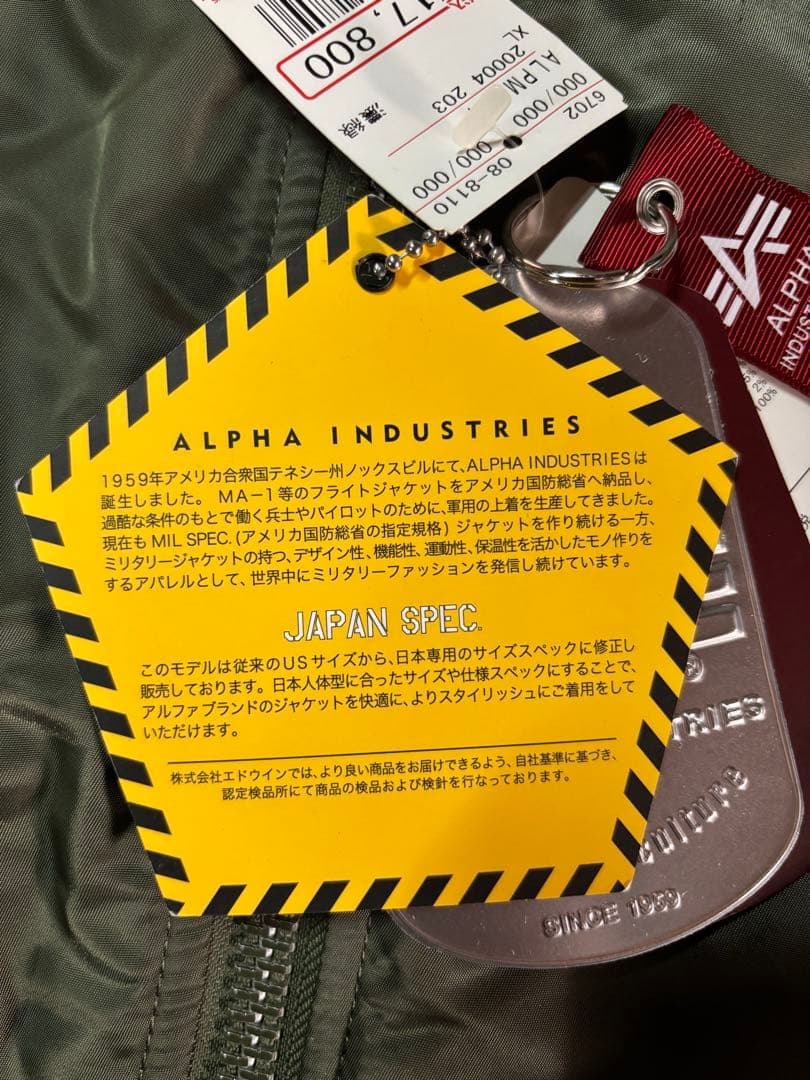 17,800
800
XL
20004 203
ALPM
000/000
6702
000/000
08-8110
濃緑
ALPHA
INDUS
5%
2%
100%
ALPHA INDUSTRIES
1959年アメリカ合衆国テネシー州ノックスビルにて、ALPHA INDUSTRIESは
誕生しました。 MA-1等のフライトジャケットをアメリカ国防総省へ納品し、
過酷な条件のもとで働く兵士やパイロットのために、軍用の上着を生産してきました。
現在も MIL SPEC.(アメリカ国防総省の指定規格) ジャケットを作り続ける一方、
ミリタリージャケットの持つ、デザイン性、機能性、運動性、保温性を活かしたモノ作りを
するアパレルとして、世界中にミリタリーファッションを発信し続けています。
JAPAN SPEC.
このモデルは従来のUSサイズから、日本専用のサイズスペックに修正し
販売しております。日本人体型に合ったサイズや仕様スペックにすることで、
アルファブランドのジャケットを快適に、よりスタイリッシュにご着用をして
いただけます。
株式会社エドウインでは、より良い商品をお届けできるよう、自社基準に基づき、
認定検品所にて商品の検品および検針を行なっております。
®
TRIES
culture
SINCE 1959